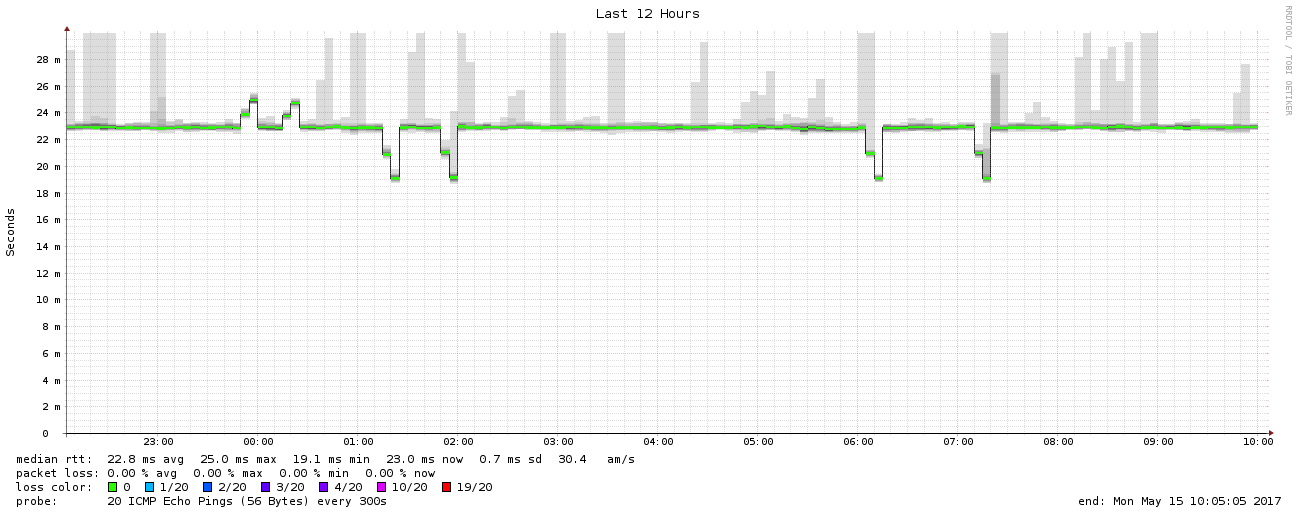 Last 12 Hours
RRDTOOL / TOBI OETIKER
28 m
26 m
24 m
22 m
20 m
18 m
16 m
14 m
12 m
10 m
8 m
6 m
4 m
2 m
0
Seconds
23:00 00:00 01:00 02:00 03:00 04:00 05:00 06:00 07:00 08:00 09:00 10:00
median rtt: 22.8 ms avg 25.0 ms max 19.1 ms min 23.0 ms now 0.7 ms sd 30.4 am/s
packet loss: 0.00 % avg 0.00 % max 0.00 % min 0.00 % now
loss color: 0 1/20 2/20 3/20 4/20 10/20 19/20
probe: 20 ICMP Echo Pings (56 Bytes) every 300s end: Mon May 15 10:05:05 2017